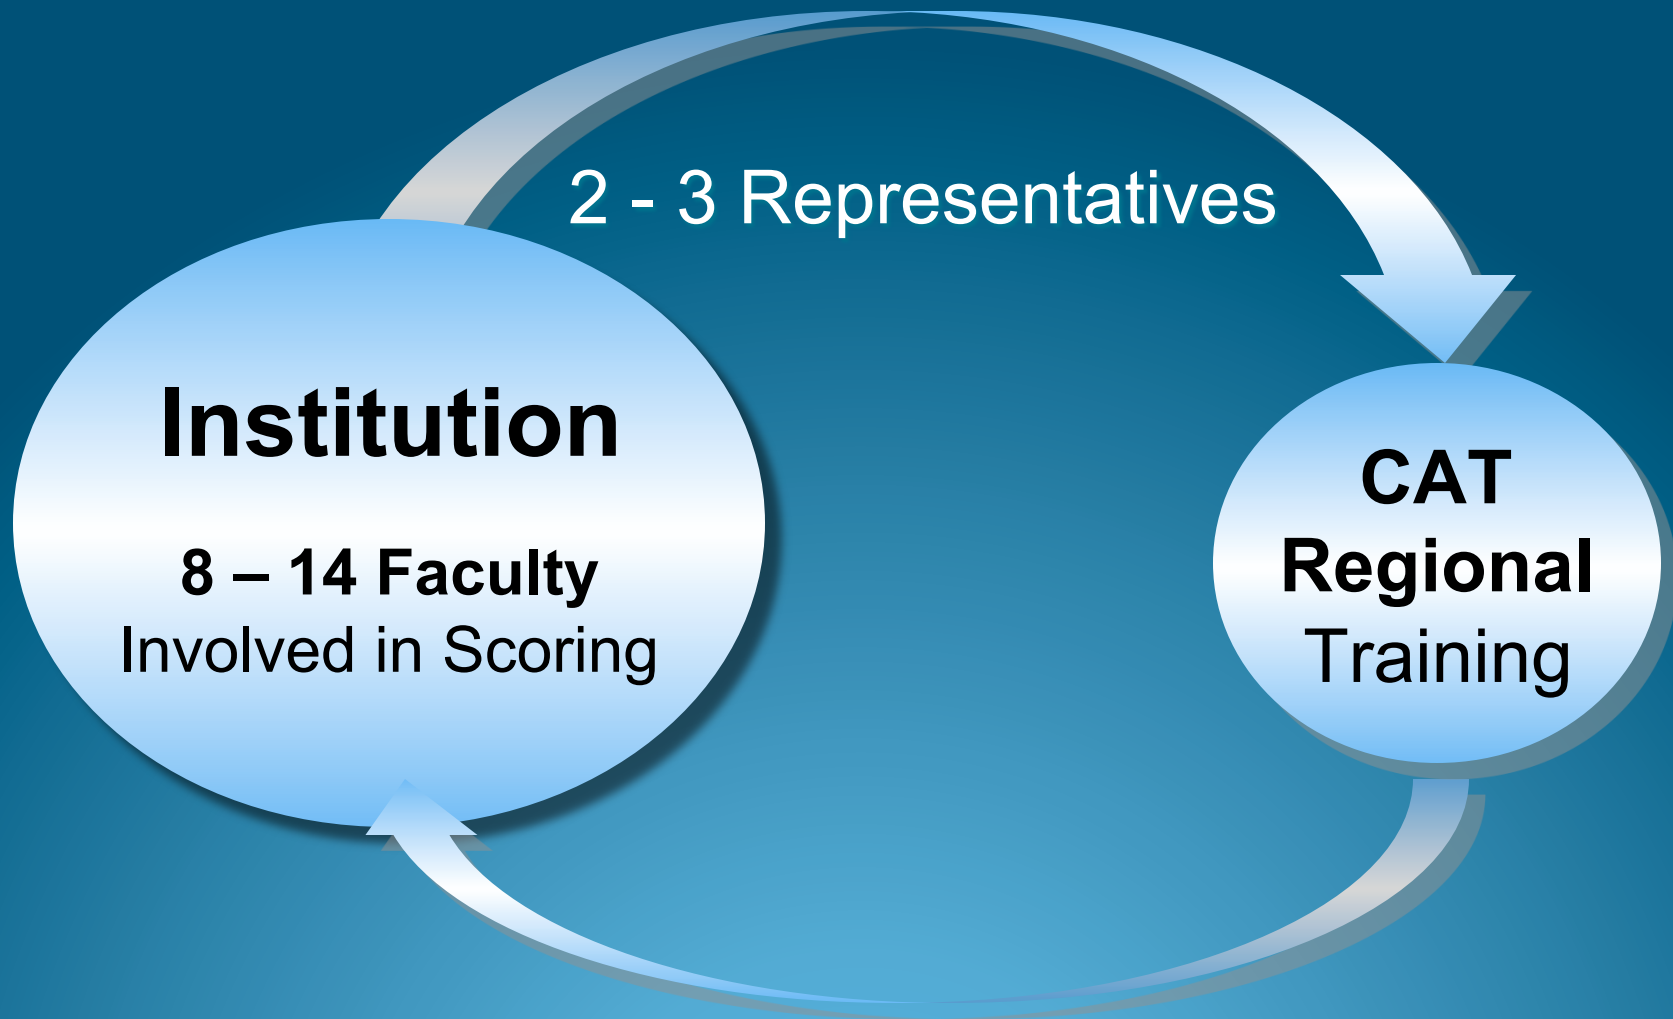 2 - 3 Representatives
Institution
8 – 14 Faculty
Involved in Scoring
CAT
Regional
Training